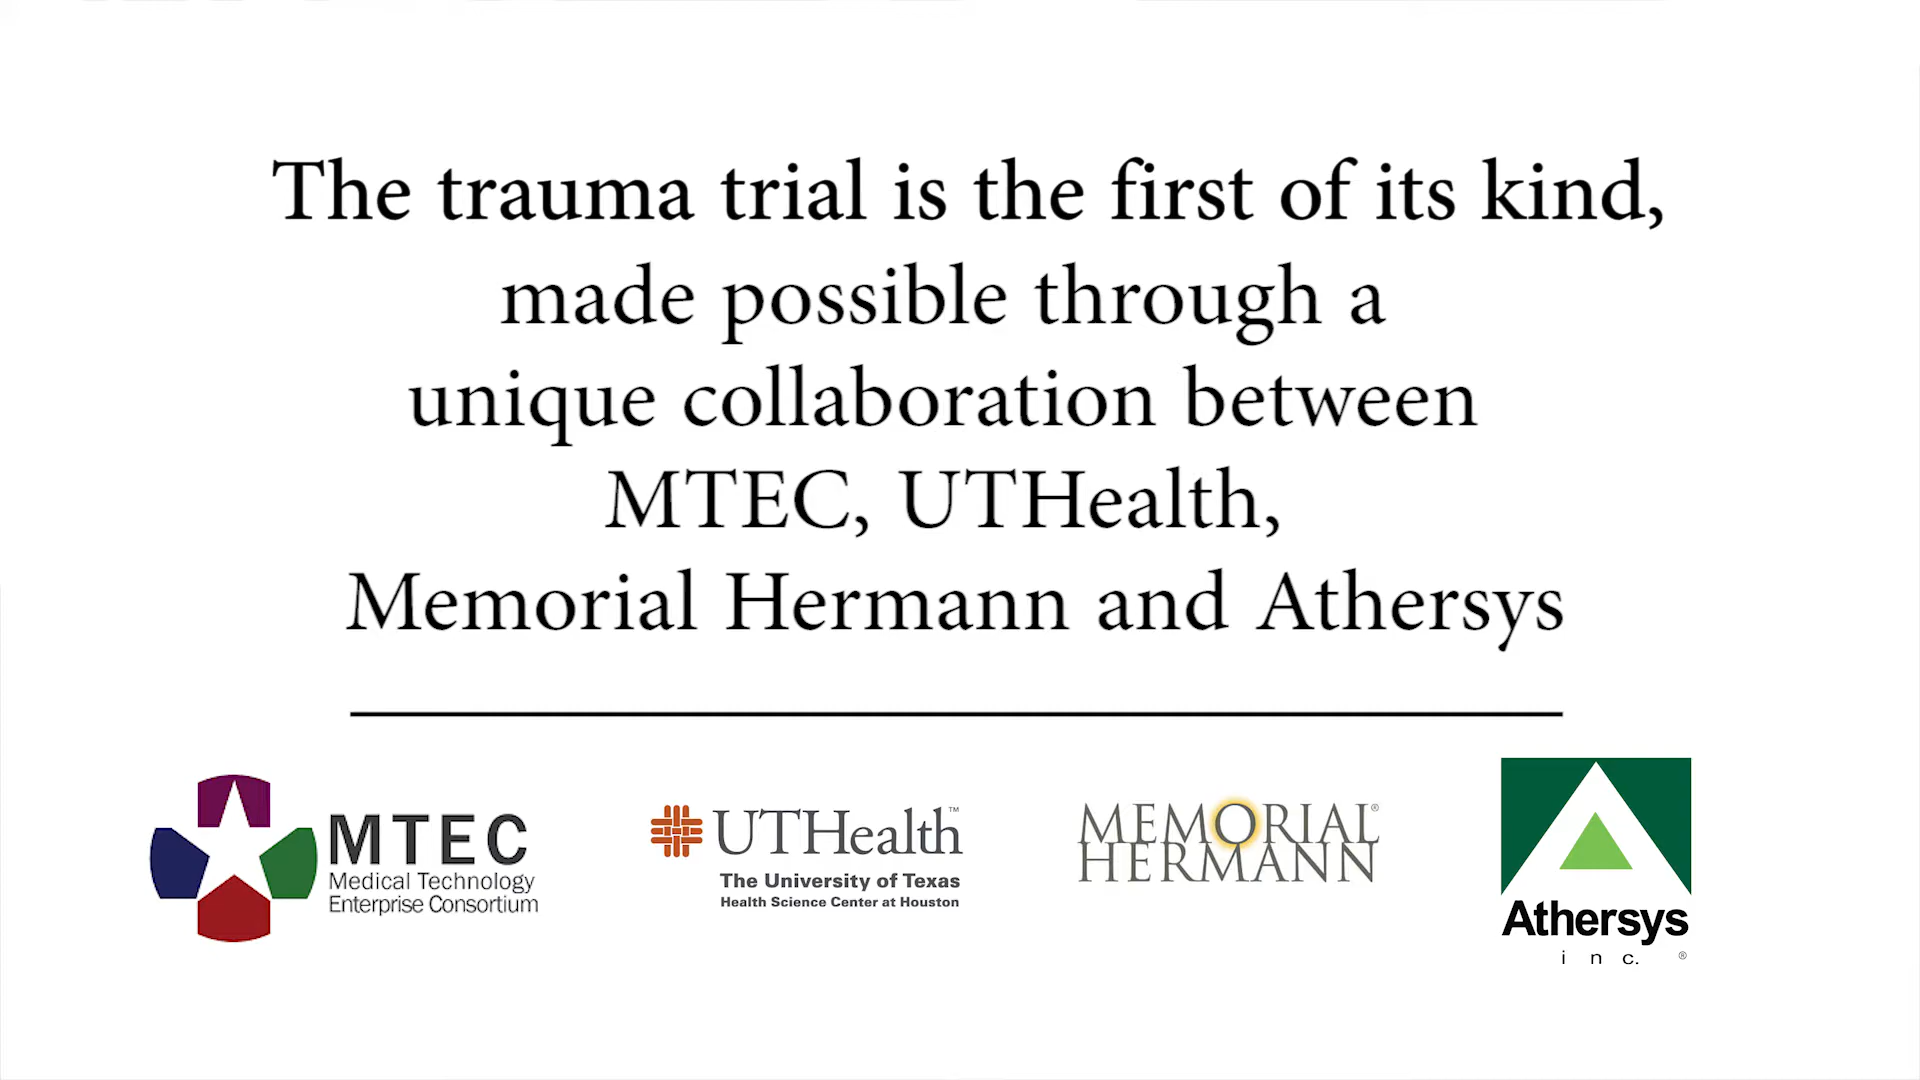 The trauma trial is the first of its kind,
made possible through a
unique collaboration between
MTEC, UTHealth,
Memorial Hermann and Athersys
MTEC
Medical Technology
Enterprise Consortium
UTHealth™
The University of Texas
Health Science Center at Houston
MEMORIAL®
HERMANN
Athersys
inc. ®